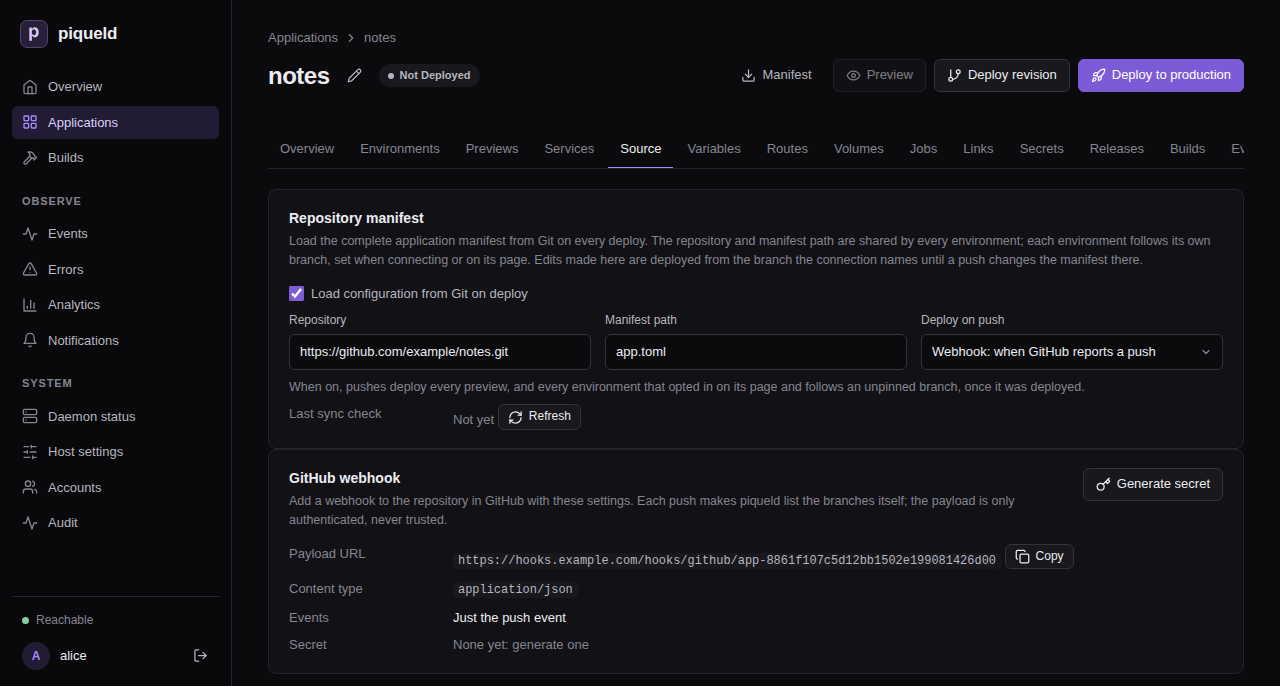 piqueld
Overview
Applications
Builds
OBSERVE
Events
Errors
Analytics
Notifications
SYSTEM
Daemon status
Host settings
Accounts
Audit
Reachable
A alice
Applications > notes
notes Not Deployed Manifest Preview Deploy revision Deploy to production
Overview Environments Previews Services Source Variables Routes Volumes Jobs Links Secrets Releases Builds Ev
Repository manifest
Load the complete application manifest from Git on every deploy. The repository and manifest path are shared by every environment; each environment follows its own
branch, set when connecting or on its page. Edits made here are deployed from the branch the connection names until a push changes the manifest there.
Load configuration from Git on deploy
Repository Manifest path Deploy on push
https://github.com/example/notes.git app.toml Webhook: when GitHub reports a push
When on, pushes deploy every preview, and every environment that opted in on its page and follows an unpinned branch, once it was deployed.
Last sync check Not yet Refresh
GitHub webhook Generate secret
Add a webhook to the repository in GitHub with these settings. Each push makes piqueld list the branches itself; the payload is only
authenticated, never trusted.
Payload URL https://hooks.example.com/hooks/github/app-8861f107c5d12bb1502e199081426d00 Copy
Content type application/json
Events Just the push event
Secret None yet: generate one